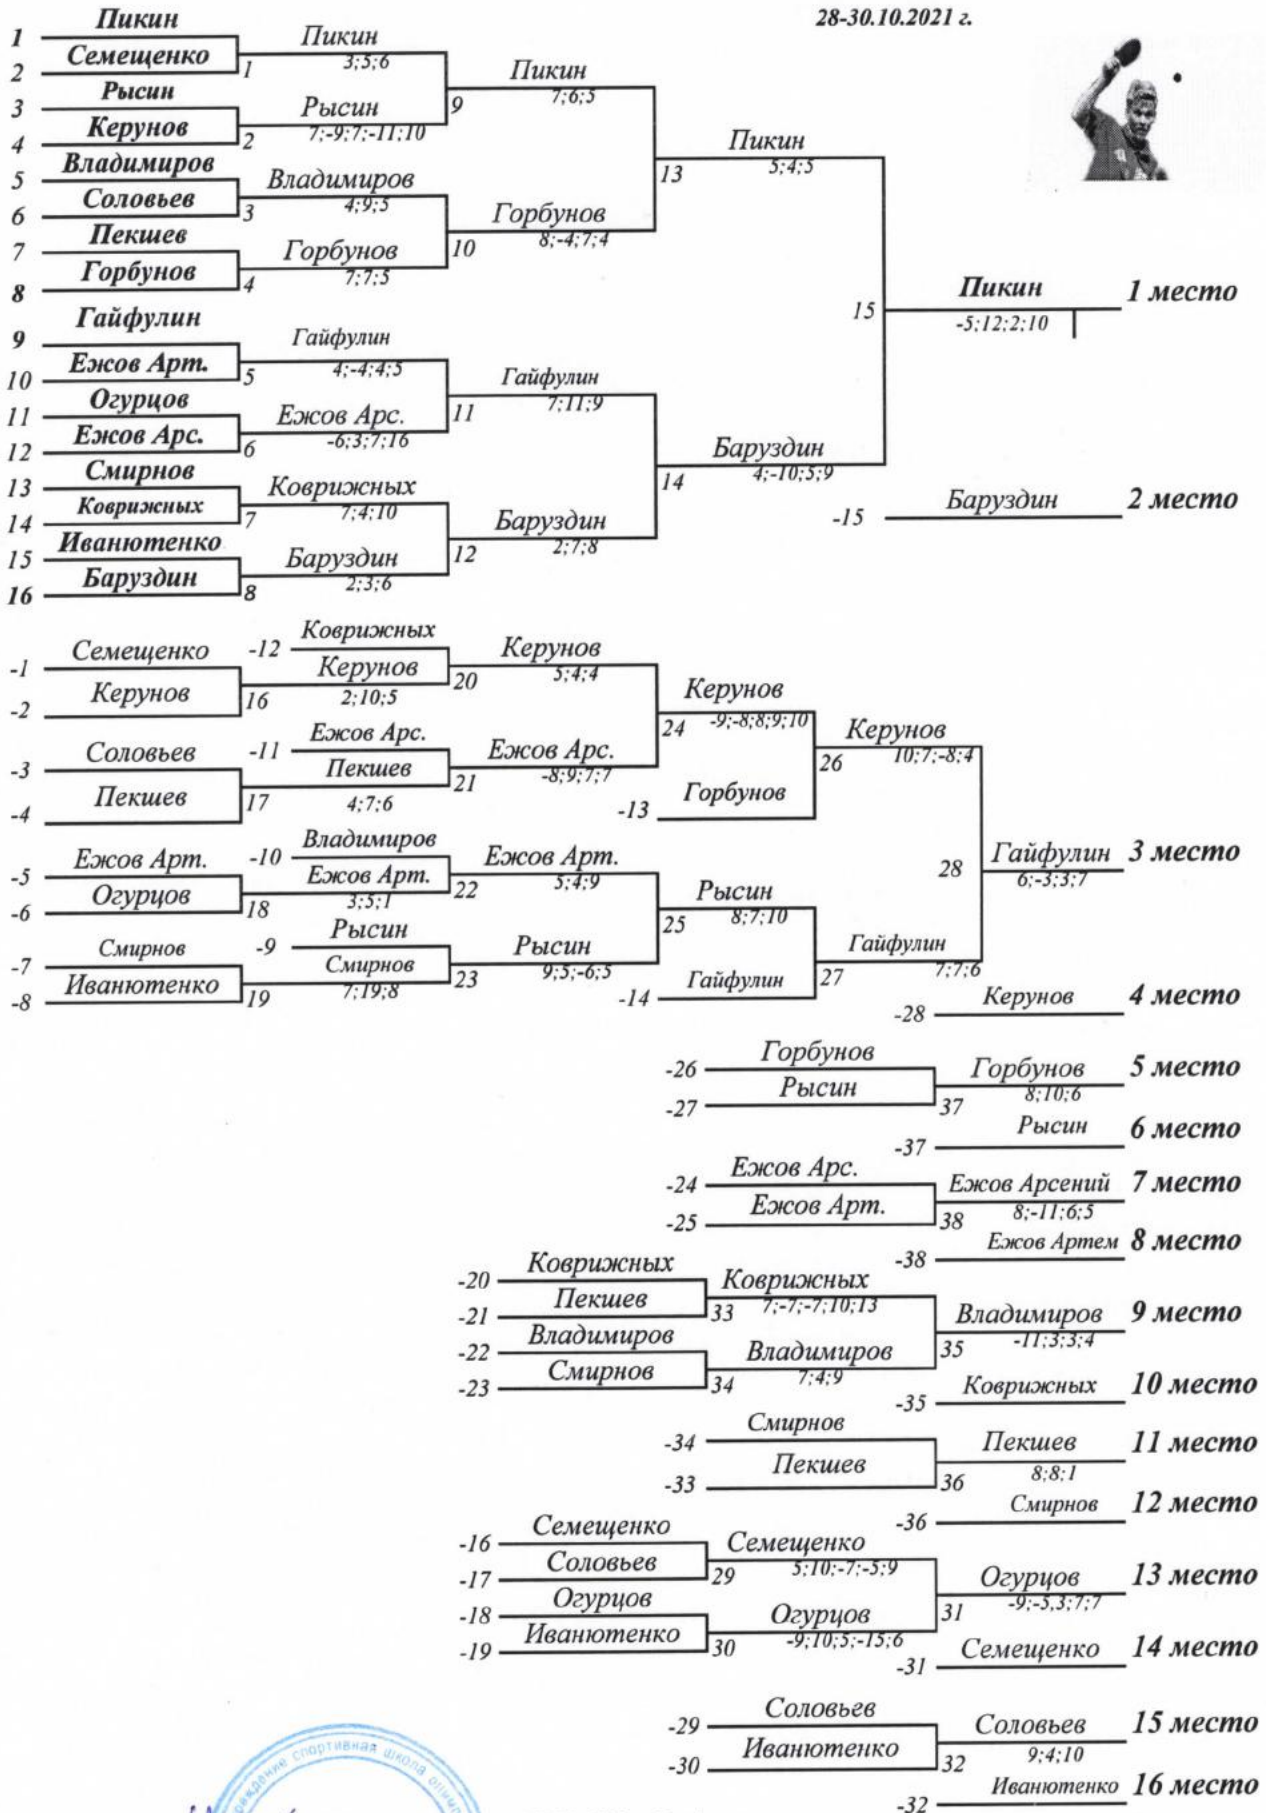 28-30.10.2021 г.
1 Пикин
2 Семещенко
1 Пикин
3;5;6
3 Рысин
4 Керунов
2 Рысин
7;-9;7;-11;10
9 Пикин
7;6;5
5 Владимиров
6 Соловьев
3 Владимиров
4;9;5
7 Пекшев
8 Горбунов
4 Горбунов
7;7;5
10 Горбунов
8;-4;7;4
13 Пикин
5;4;5
9 Гайфулин
10 Ежов Арт.
5 Гайфулин
4;-4;4;5
11 Огурцов
12 Ежов Арс.
6 Ежов Арс.
-6;3;7;16
11 Гайфулин
7;11;9
13 Смирнов
14 Коврижных
7 Коврижных
7;4;10
15 Иванютенко
16 Баруздин
8 Баруздин
2;3;6
12 Баруздин
2;7;8
14 Баруздин
4;-10;5;9
15 Пикин 1 место
-5;12;2;10
-15 Баруздин 2 место
-1 Семещенко
-2 Керунов
-12 Коврижных
16 Керунов
2;10;5
20 Керунов
5;4;4
-3 Соловьев
-4 Пекшев
-11 Ежов Арс.
17 Пекшев
4;7;6
21 Ежов Арс.
-8;9;7;7
24 Керунов
-9;-8;8;9;10
-13 Горбунов
26 Керунов
10;7;-8;4
-5 Ежов Арт.
-6 Огурцов
-10 Владимиров
18 Ежов Арт.
3;5;1
22 Ежов Арт.
5;4;9
-7 Смирнов
-8 Иванютенко
-9 Рысин
19 Смирнов
7;19;8
23 Рысин
9;5;-6;5
25 Рысин
8;7;10
-14 Гайфулин
27 Гайфулин
7;7;6
28 Гайфулин 3 место
6;-3;3;7
-28 Керунов 4 место
-26 Горбунов
-27 Рысин
37 Горбунов 5 место
8;10;6
-37 Рысин 6 место
-24 Ежов Арс.
-25 Ежов Арт.
38 Ежов Арсений 7 место
8;-11;6;5
-38 Ежов Артем 8 место
-20 Коврижных
-21 Пекшев
33 Коврижных
7;-7;-7;10;13
-22 Владимиров
-23 Смирнов
34 Владимиров
7;4;9
35 Владимиров 9 место
-11;3;3;4
-35 Коврижных 10 место
-34 Смирнов
-33 Пекшев
36 Пекшев 11 место
8;8;1
-36 Смирнов 12 место
-16 Семещенко
-17 Соловьев
29 Семещенко
5;10;-7;-5;9
-18 Огурцов
-19 Иванютенко
30 Огурцов
-9;10;5;-15;6
31 Огурцов 13 место
-9;-5,3;7;7
-31 Семещенко 14 место
-29 Соловьев
-30 Иванютенко
32 Соловьев 15 место
9;4;10
-32 Иванютенко 16 место
спортивная школа